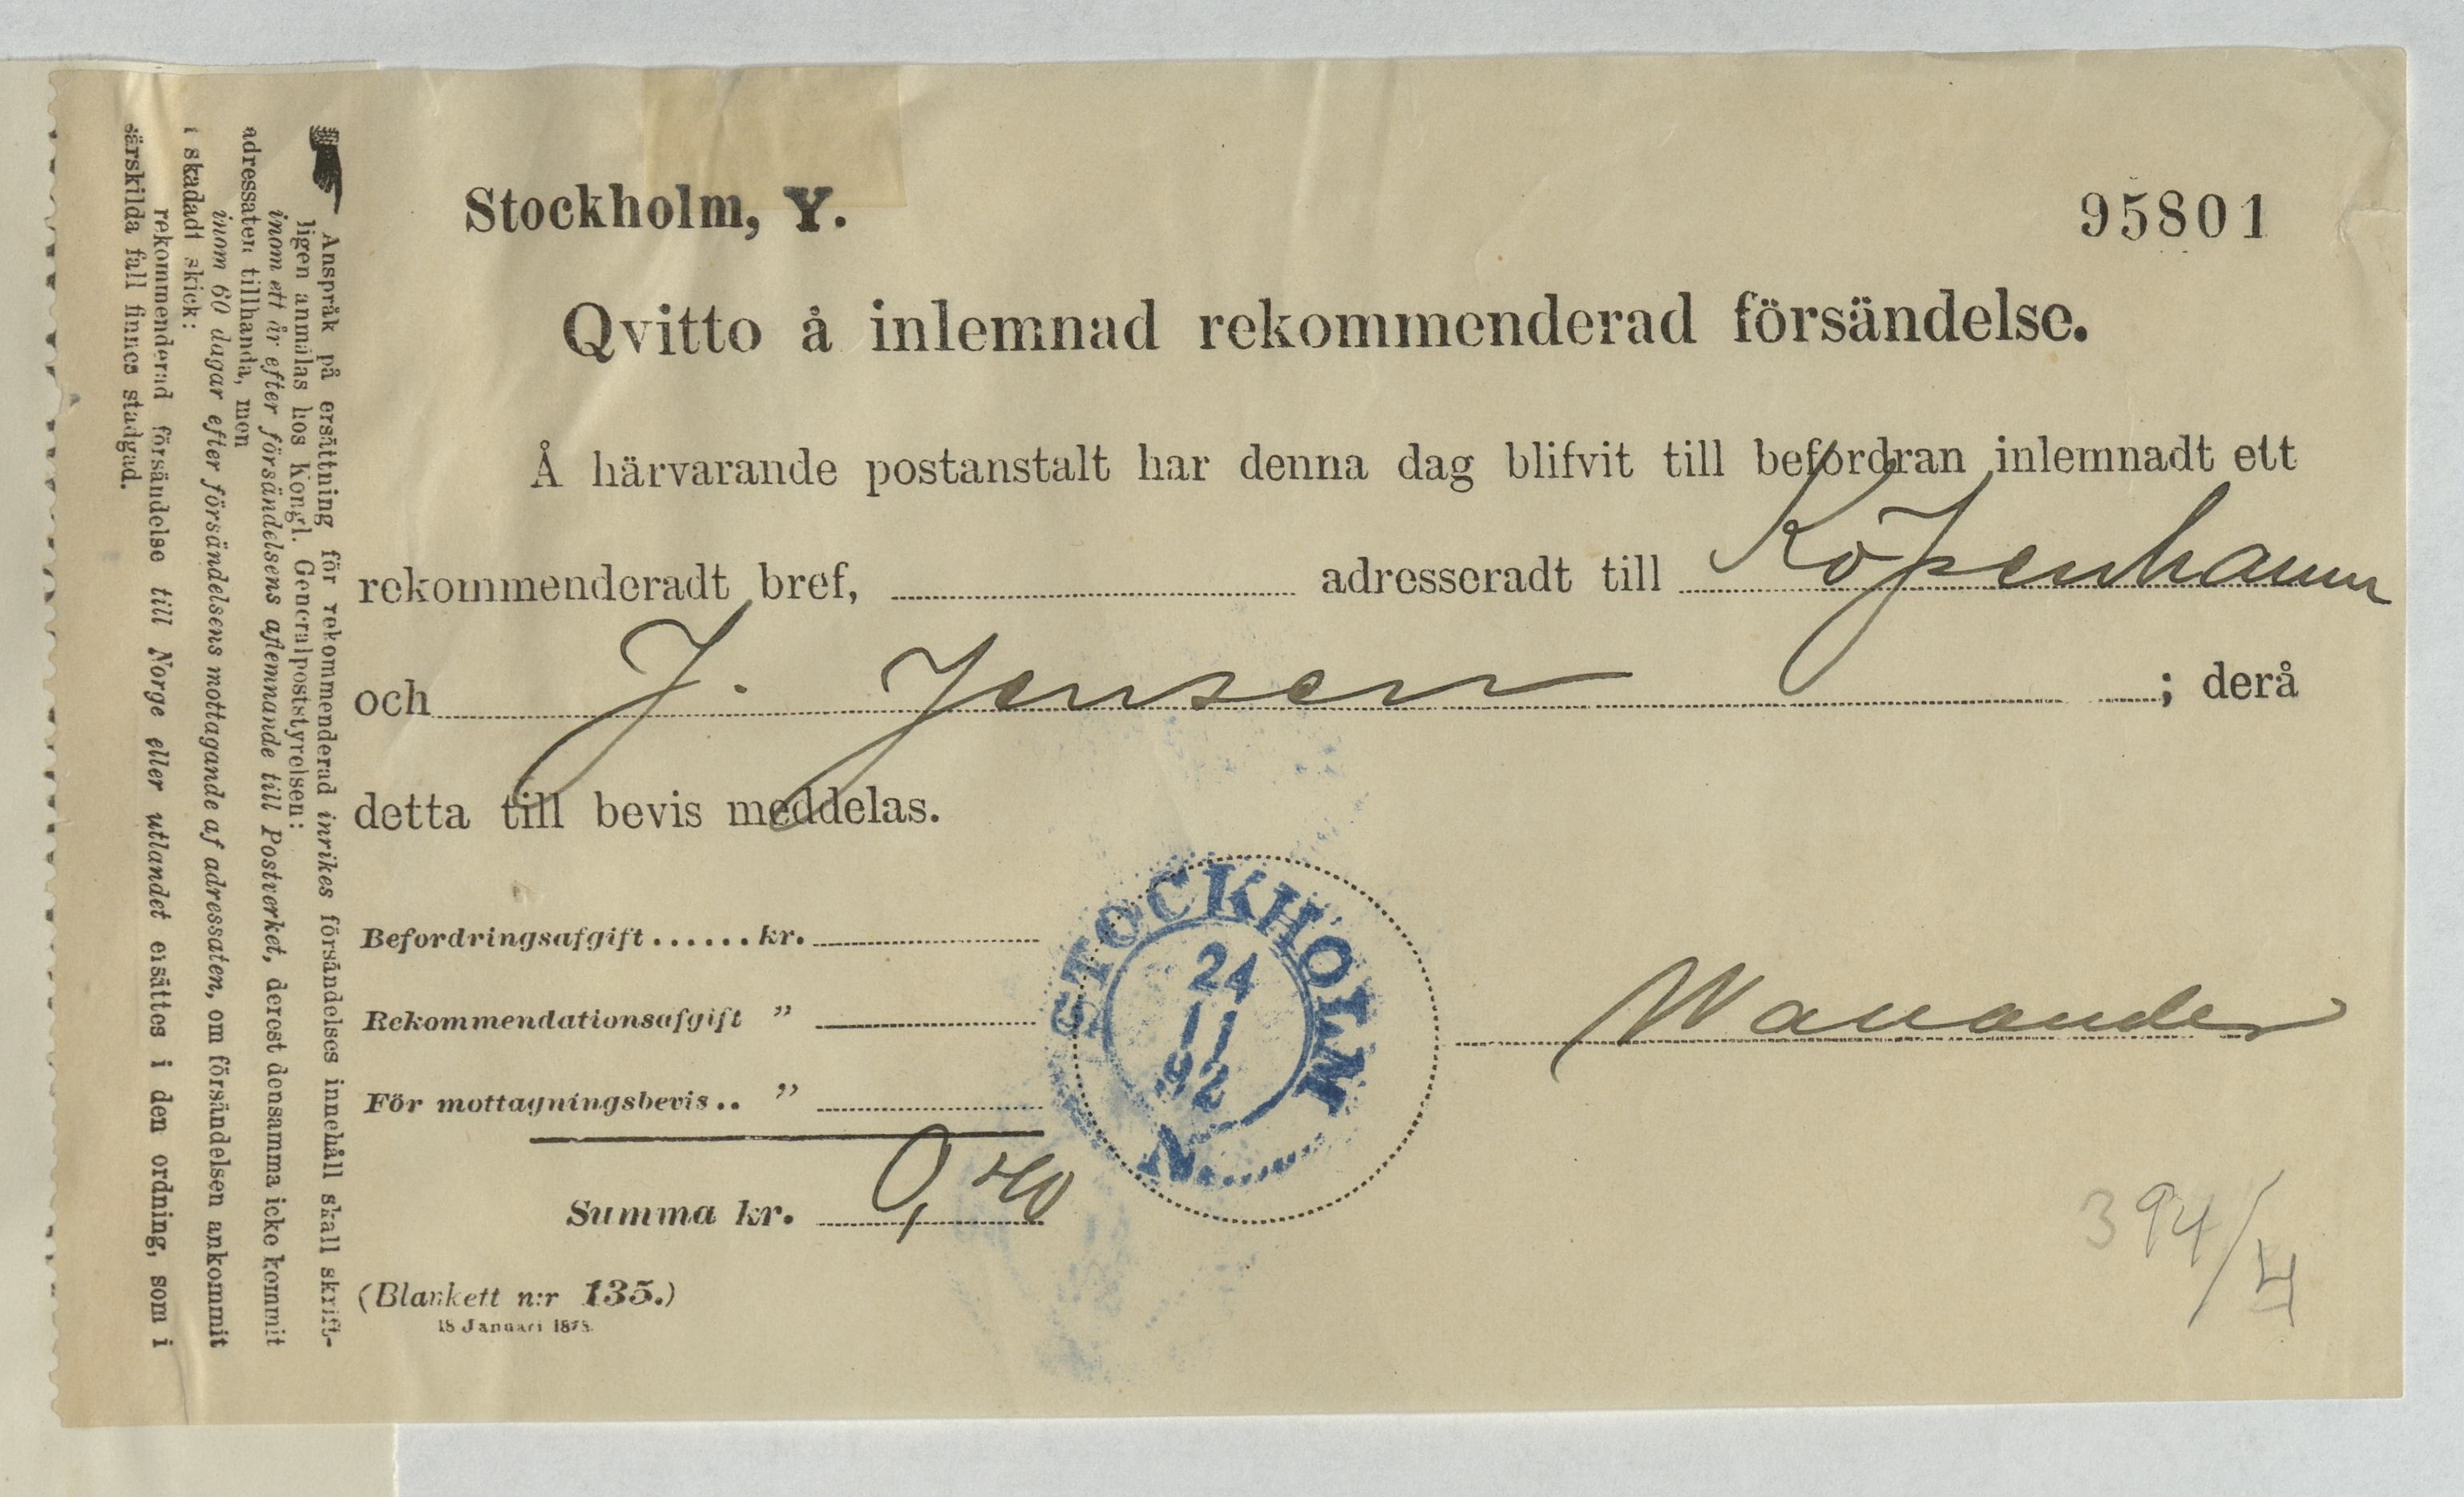 Stockholm, Y.
95801
Qvitto å inlemnad rekommenderad försändelse.
Å härvarande postanstalt har denna dag blifvit till befordran inlemnadt ett
rekommenderadt bref, adresseradt till Köpenhamn
och J. Jensen ; derå
detta till bevis meddelas.
Befordringsafgift...... kr.
Rekommendationsafgift "
För mottagningsbevis.. "
Summa kr. 0,40
(Blankett n:r 135.)
18 Januari 1878.
STOCKHOLM
24
11
92
N.
394/4
Anspråk på ersättning för rekommenderad inrikes försändelses innehåll skall skrift-
ligen anmälas hos Kongl. Generalpoststyrelsen:
inom ett år efter försändelsens aflemnande till Postverket, derest densamma icke kommit
adressaten tillhanda, men
inom 60 dagar efter försändelsens mottagande af adressaten, om försändelsen ankommit
i skadadt skick:
rekommenderad försändelse till Norge eller utlandet ersättes i den ordning, som i
särskilda fall finnes stadgad.